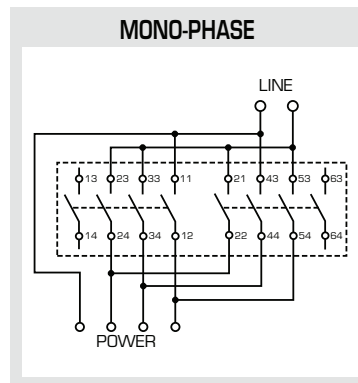 MONO-PHASE
LINE
13 23 33 11 21 43 53 63
14 24 34 12 22 44 54 64
POWER